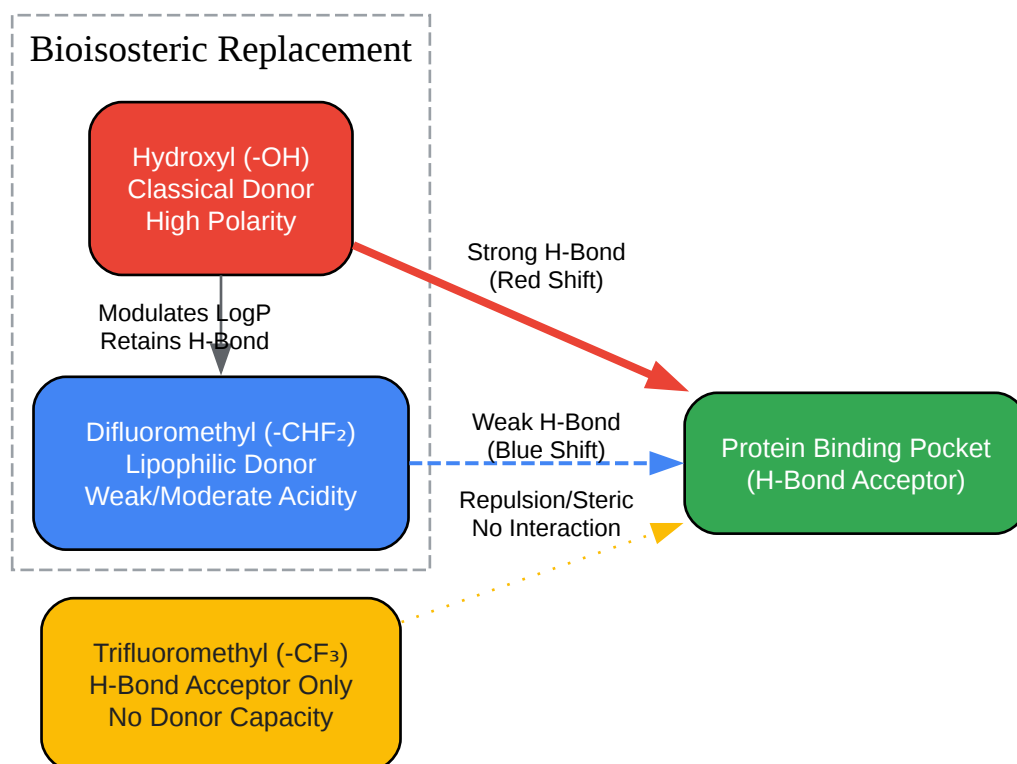 Bioisosteric Replacement
Hydroxyl (-OH)
Classical Donor
High Polarity
Strong H-Bond
(Red Shift)
Modulates LogP
Retains H-Bond
Difluoromethyl (-CHF₂)
Lipophilic Donor
Weak/Moderate Acidity
Weak H-Bond
(Blue Shift)
Protein Binding Pocket
(H-Bond Acceptor)
Repulsion/Steric
No Interaction
Trifluoromethyl (-CF₃)
H-Bond Acceptor Only
No Donor Capacity